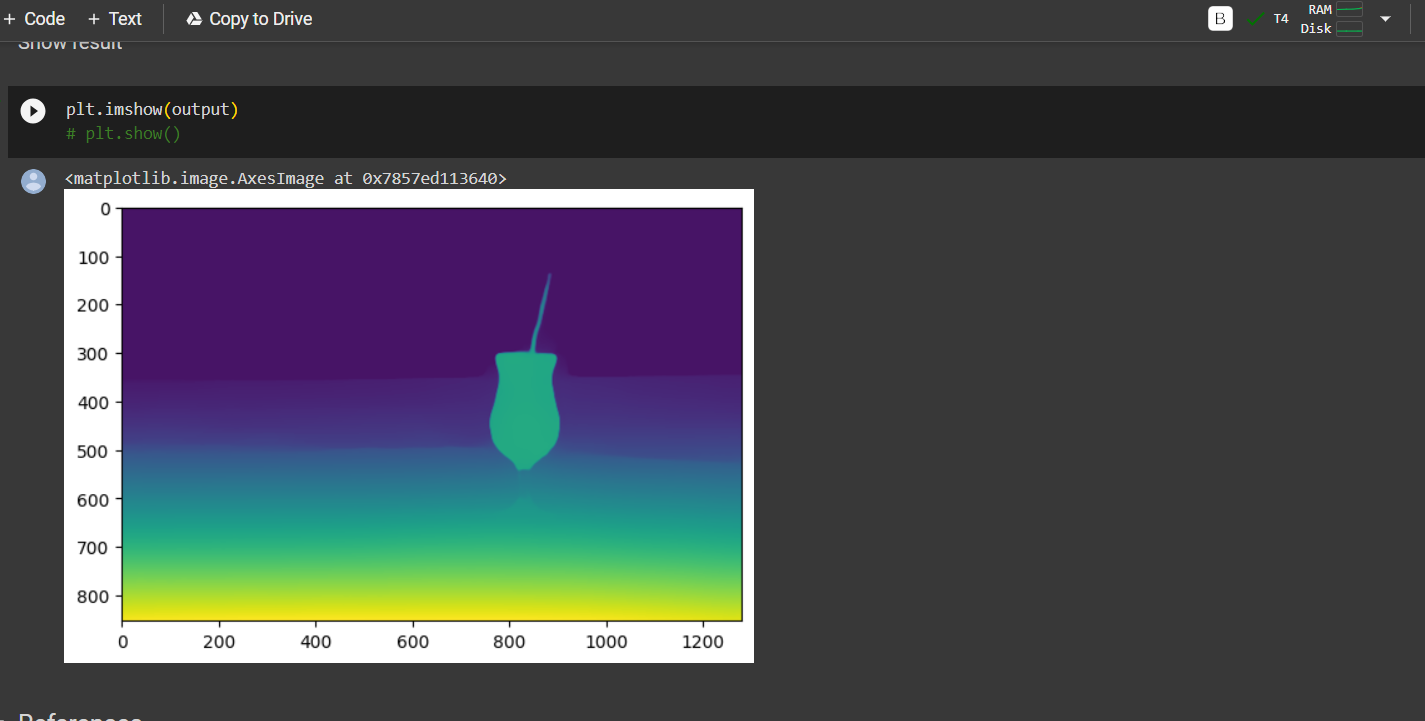 + Code + Text Copy to Drive B T4 RAM
Disk
Show result
plt.imshow(output)
# plt.show()
<matplotlib.image.AxesImage at 0x7857ed113640>
0
100
200
300
400
500
600
700
800
0 200 400 600 800 1000 1200
References